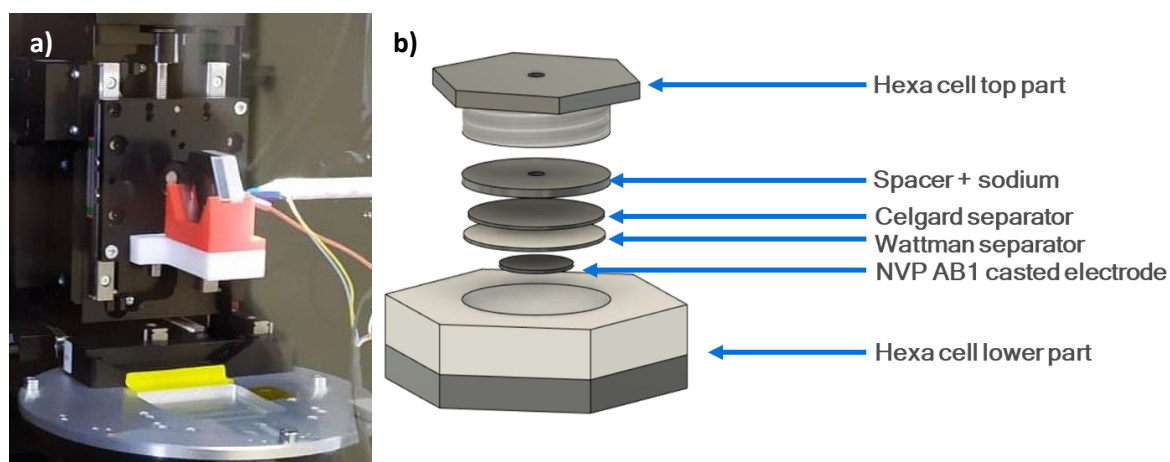 a)
b)
Hexa cell top part
Spacer + sodium
Celgard separator
Wattman separator
NVP AB1 casted electrode
Hexa cell lower part